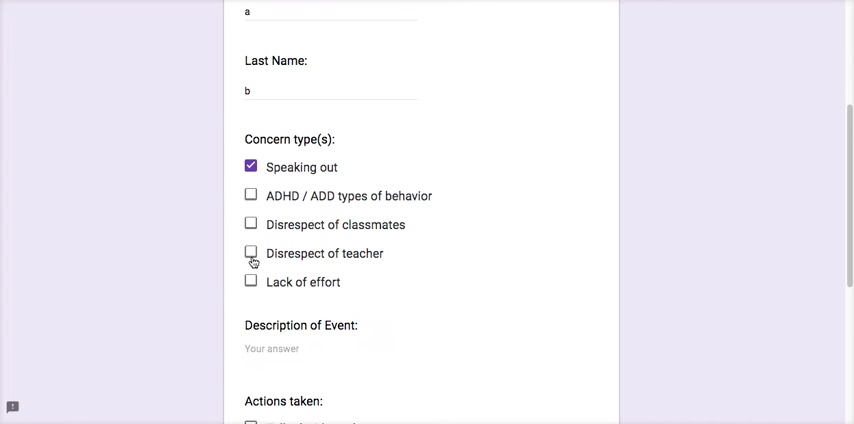 a
Last Name:
b
Concern type(s):
Speaking out
ADHD / ADD types of behavior
Disrespect of classmates
Disrespect of teacher
Lack of effort
Description of Event:
Your answer
Actions taken: